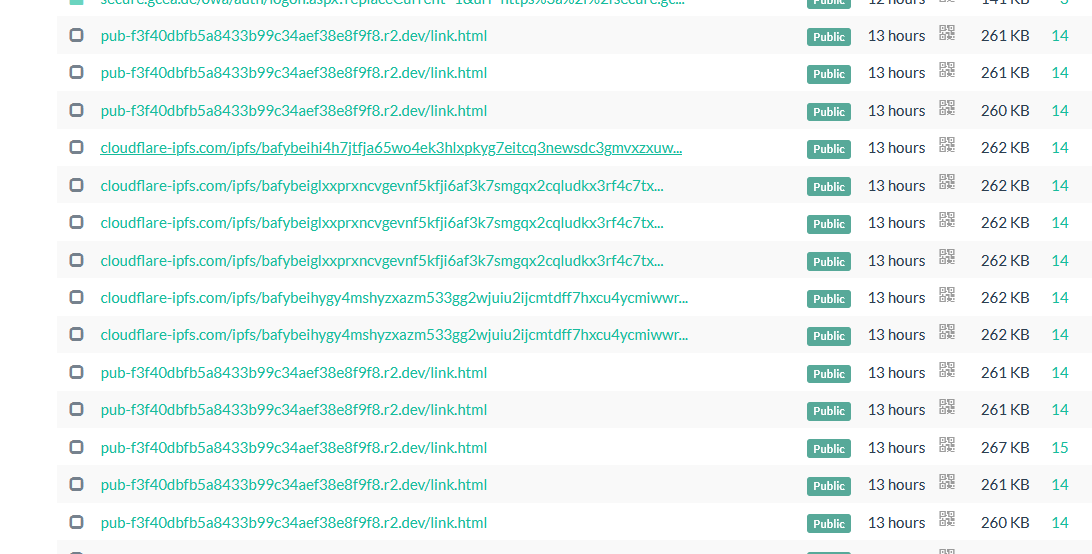 Public 12 hours 141 KB
pub-f3f40dbfb5a8433b99c34aef38e8f9f8.r2.dev/link.html Public 13 hours 261 KB 14
pub-f3f40dbfb5a8433b99c34aef38e8f9f8.r2.dev/link.html Public 13 hours 261 KB 14
pub-f3f40dbfb5a8433b99c34aef38e8f9f8.r2.dev/link.html Public 13 hours 260 KB 14
cloudflare-ipfs.com/ipfs/bafybeihi4h7jtfja65wo4ek3hlxpkyg7eitcq3newsdc3gmvxzxuw... Public 13 hours 262 KB 14
cloudflare-ipfs.com/ipfs/bafybeiglxxprxncvgevnf5kfji6af3k7smgqx2cqludkx3rf4c7tx... Public 13 hours 262 KB 14
cloudflare-ipfs.com/ipfs/bafybeiglxxprxncvgevnf5kfji6af3k7smgqx2cqludkx3rf4c7tx... Public 13 hours 262 KB 14
cloudflare-ipfs.com/ipfs/bafybeiglxxprxncvgevnf5kfji6af3k7smgqx2cqludkx3rf4c7tx... Public 13 hours 262 KB 14
cloudflare-ipfs.com/ipfs/bafybeihygy4mshyzxazm533gg2wjuiu2ijcmtdff7hxcu4ycmiwwr... Public 13 hours 262 KB 14
cloudflare-ipfs.com/ipfs/bafybeihygy4mshyzxazm533gg2wjuiu2ijcmtdff7hxcu4ycmiwwr... Public 13 hours 262 KB 14
pub-f3f40dbfb5a8433b99c34aef38e8f9f8.r2.dev/link.html Public 13 hours 261 KB 14
pub-f3f40dbfb5a8433b99c34aef38e8f9f8.r2.dev/link.html Public 13 hours 261 KB 14
pub-f3f40dbfb5a8433b99c34aef38e8f9f8.r2.dev/link.html Public 13 hours 267 KB 15
pub-f3f40dbfb5a8433b99c34aef38e8f9f8.r2.dev/link.html Public 13 hours 261 KB 14
pub-f3f40dbfb5a8433b99c34aef38e8f9f8.r2.dev/link.html Public 13 hours 260 KB 14